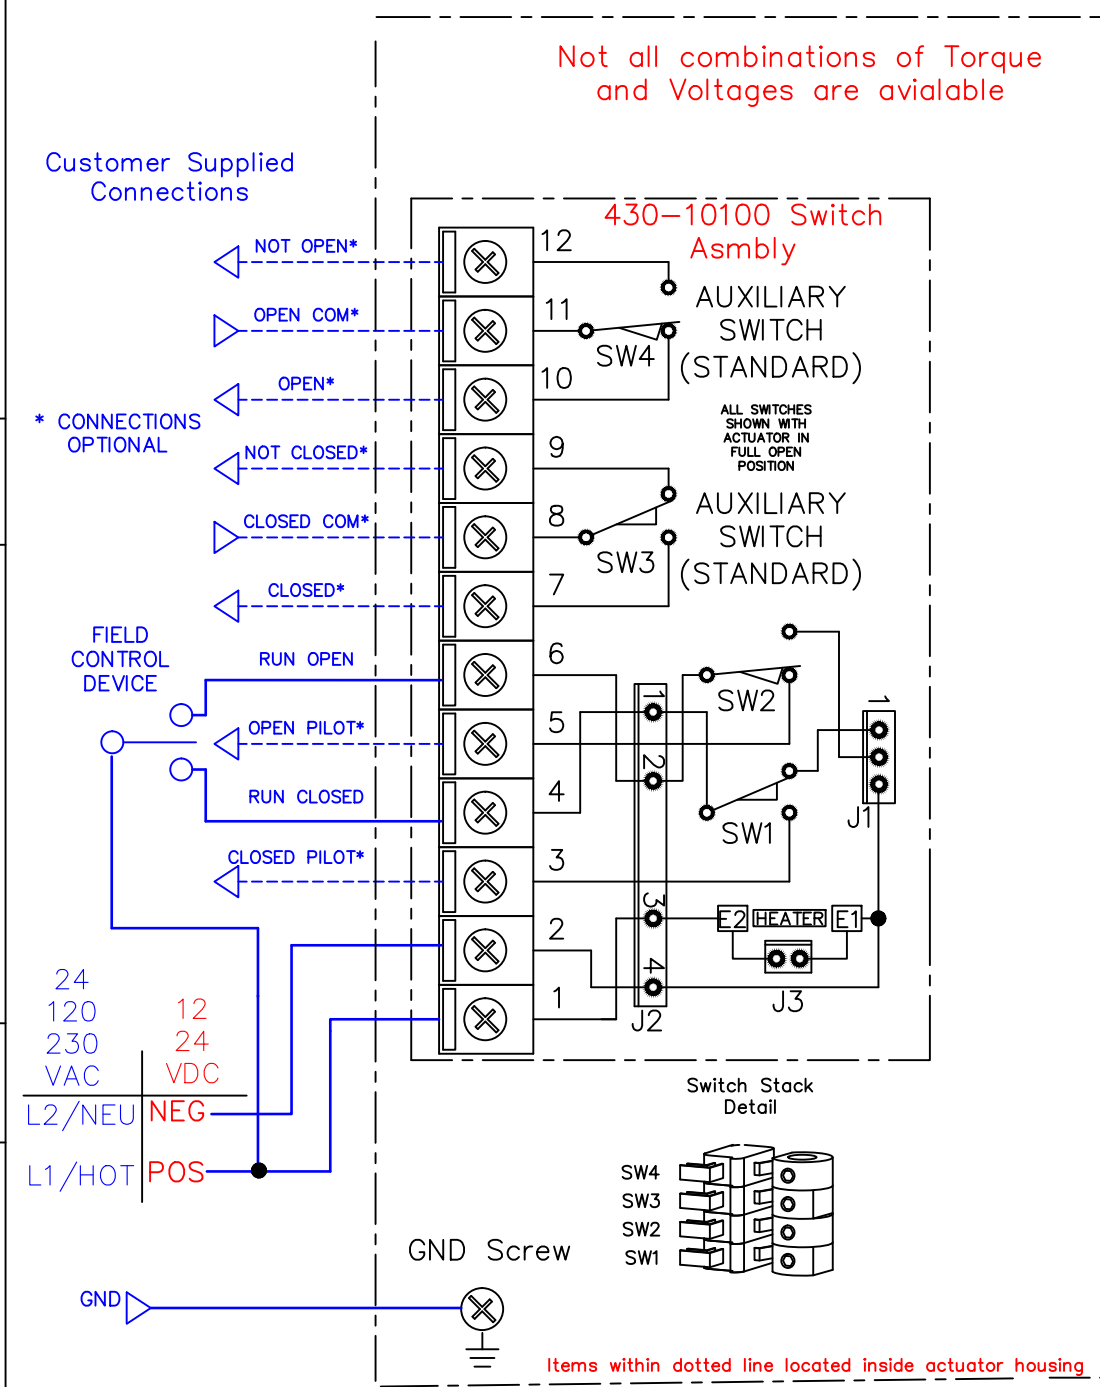 Not all combinations of Torque
and Voltages are avialable
Customer Supplied
Connections
430-10100 Switch
Asmbly
NOT OPEN*
12
OPEN COM*
11
AUXILIARY
SWITCH
(STANDARD)
SW4
OPEN*
10
* CONNECTIONS
OPTIONAL
ALL SWITCHES
SHOWN WITH
ACTUATOR IN
FULL OPEN
POSITION
NOT CLOSED*
9
CLOSED COM*
8
AUXILIARY
SWITCH
(STANDARD)
SW3
CLOSED*
7
FIELD
CONTROL
DEVICE
RUN OPEN
6
OPEN PILOT*
5
RUN CLOSED
4
CLOSED PILOT*
3
2
1
1
2
3
4
J2
SW2
SW1
1
J1
E2
HEATER
E1
J3
24
120
230
VAC
12
24
VDC
L2/NEU
NEG
L1/HOT
POS
Switch Stack
Detail
SW4
SW3
SW2
SW1
GND Screw
GND
Items within dotted line located inside actuator housing